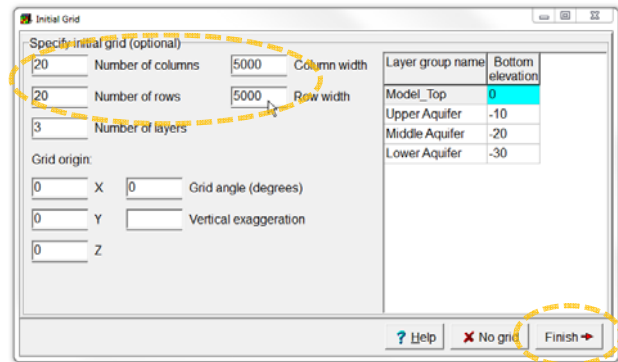 Initial Grid
Specify initial grid (optional)
20 Number of columns 5000 Column width
20 Number of rows 5000 Row width
3 Number of layers
Grid origin:
0 X 0 Grid angle (degrees)
0 Y Vertical exaggeration
0 Z
Layer group name Bottom elevation
Model_Top 0
Upper Aquifer -10
Middle Aquifer -20
Lower Aquifer -30
? Help No grid Finish